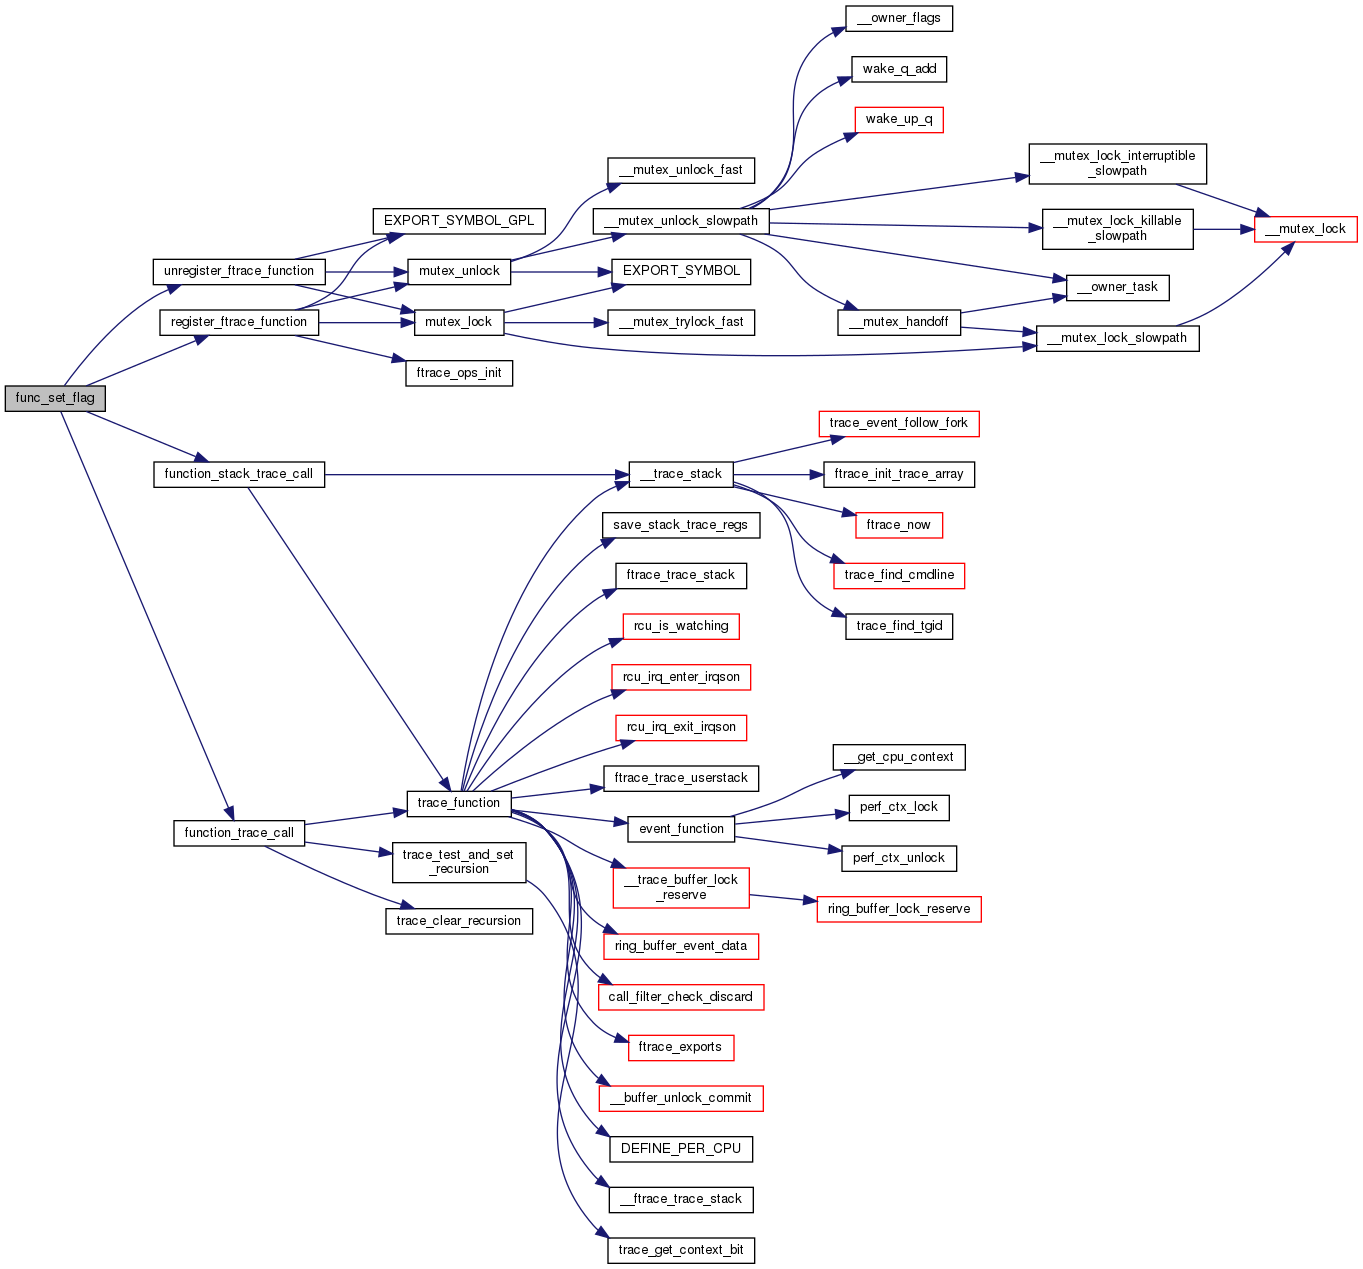 __owner_flags
wake_q_add
wake_up_q
__mutex_lock_interruptible
_slowpath
__mutex_unlock_fast
EXPORT_SYMBOL_GPL
__mutex_unlock_slowpath
__mutex_lock_killable
_slowpath
__mutex_lock
unregister_ftrace_function
mutex_unlock
EXPORT_SYMBOL
__owner_task
register_ftrace_function
mutex_lock
__mutex_trylock_fast
__mutex_handoff
__mutex_lock_slowpath
ftrace_ops_init
func_set_flag
trace_event_follow_fork
function_stack_trace_call
__trace_stack
ftrace_init_trace_array
save_stack_trace_regs
ftrace_now
ftrace_trace_stack
trace_find_cmdline
rcu_is_watching
trace_find_tgid
rcu_irq_enter_irqson
rcu_irq_exit_irqson
__get_cpu_context
ftrace_trace_userstack
trace_function
perf_ctx_lock
event_function
function_trace_call
perf_ctx_unlock
trace_test_and_set
_recursion
__trace_buffer_lock
_reserve
ring_buffer_lock_reserve
trace_clear_recursion
ring_buffer_event_data
call_filter_check_discard
ftrace_exports
__buffer_unlock_commit
DEFINE_PER_CPU
__ftrace_trace_stack
trace_get_context_bit